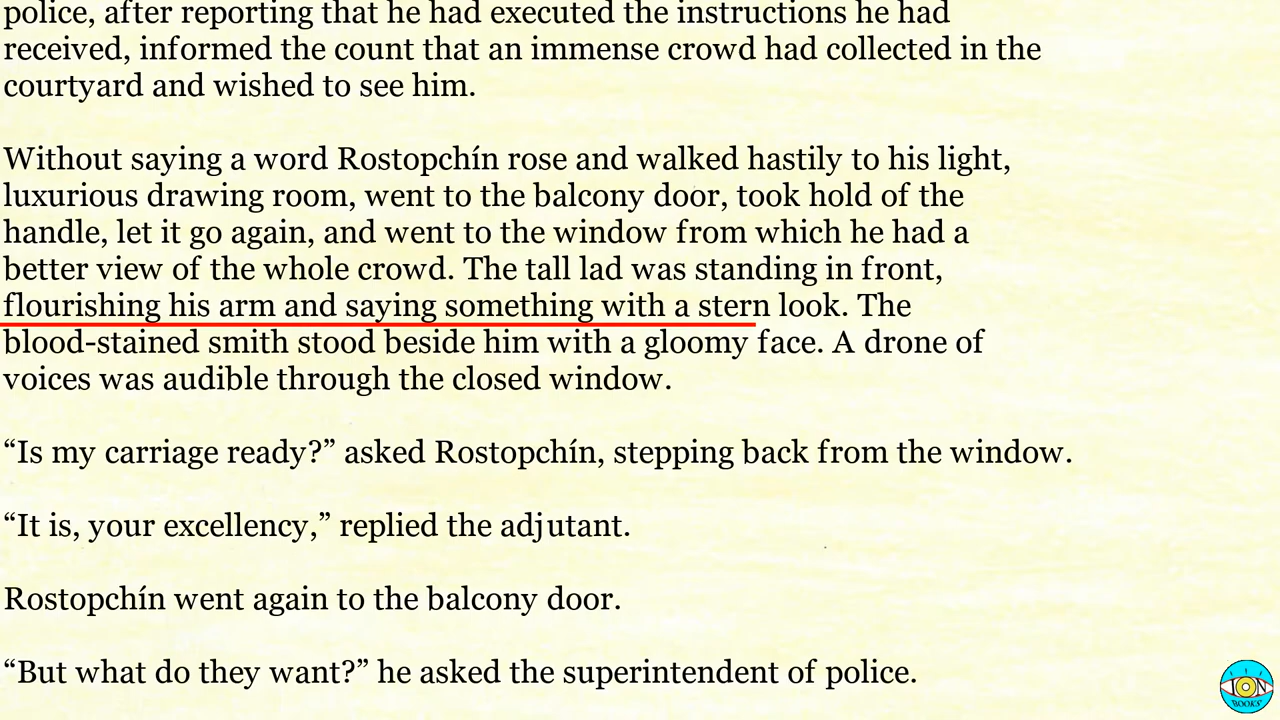 police, after reporting that he had executed the instructions he had
received, informed the count that an immense crowd had collected in the
courtyard and wished to see him.
Without saying a word Rostopchín rose and walked hastily to his light,
luxurious drawing room, went to the balcony door, took hold of the
handle, let it go again, and went to the window from which he had a
better view of the whole crowd. The tall lad was standing in front,
flourishing his arm and saying something with a stern look. The
blood-stained smith stood beside him with a gloomy face. A drone of
voices was audible through the closed window.
“Is my carriage ready?” asked Rostopchín, stepping back from the window.
“It is, your excellency,” replied the adjutant.
Rostopchín went again to the balcony door.
“But what do they want?” he asked the superintendent of police.
ION
BOOKS